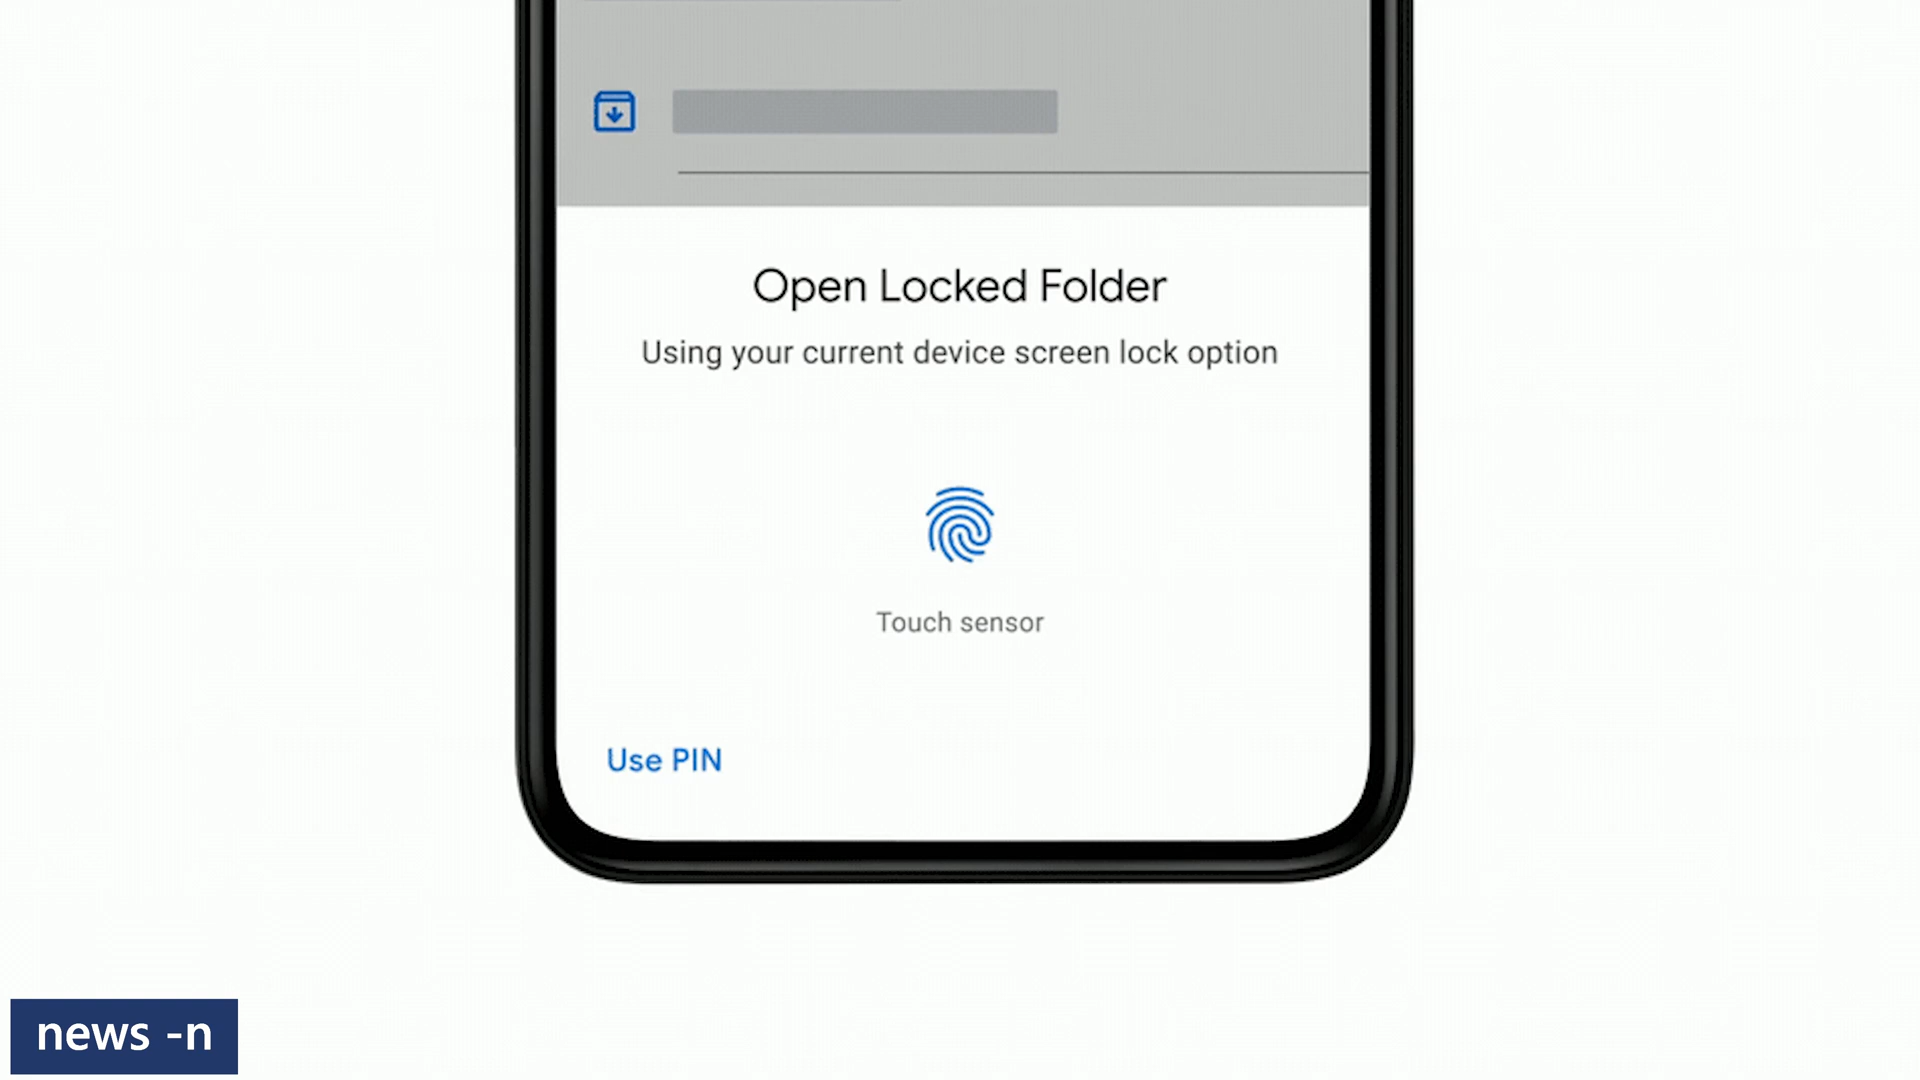 Open Locked Folder
Using your current device screen lock option
Touch sensor
Use PIN
news -n